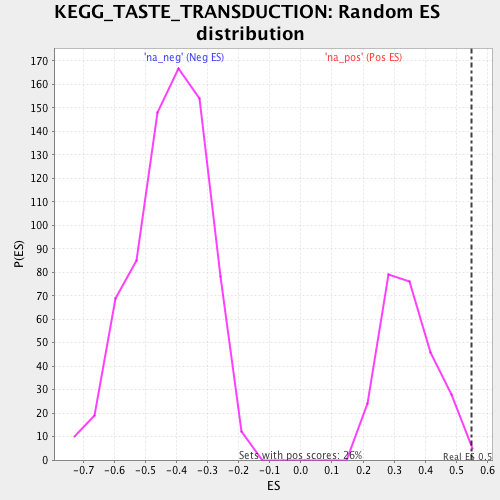 KEGG_TASTE_TRANSDUCTION: Random ES
distribution
'na_neg' (Neg ES) 'na_pos' (Pos ES)
170
160
150
140
130
120
110
100
90
80
70
60
50
40
30
20
10
0
P(ES)
Sets with pos scores: 26%
Real ES 0.5
-0.7 -0.6 -0.5 -0.4 -0.3 -0.2 -0.1 0.0 0.1 0.2 0.3 0.4 0.5 0.6
ES